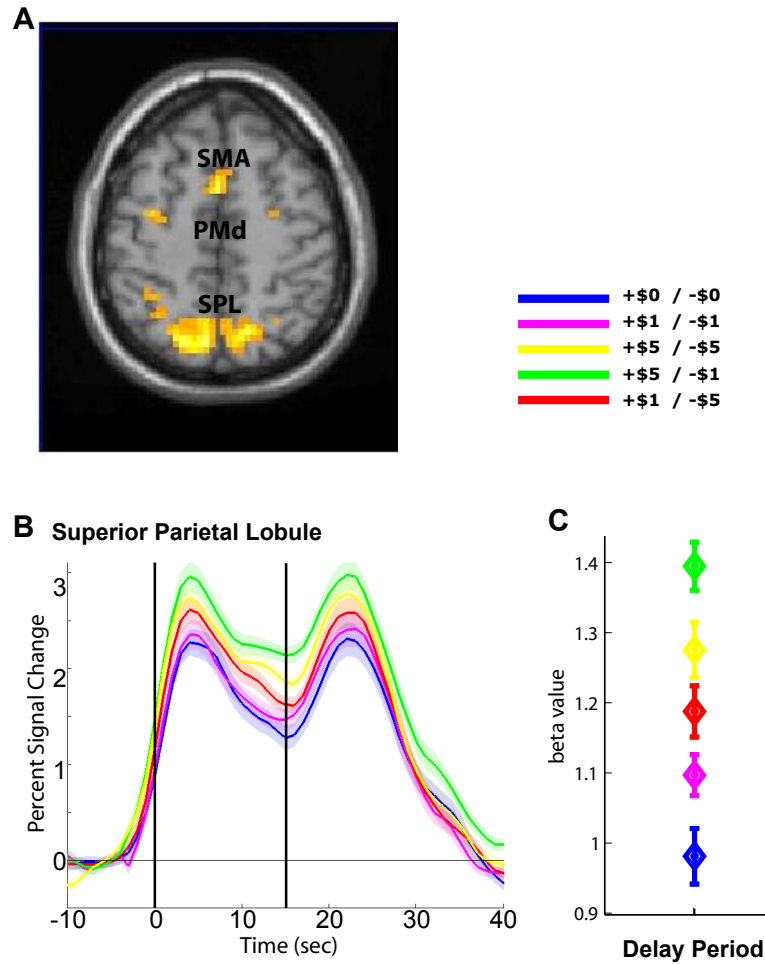 A
SMA
PMd
SPL
+$0 / -$0
+$1 / -$1
+$5 / -$5
+$5 / -$1
+$1 / -$5
B Superior Parietal Lobule
Percent Signal Change
3
2
1
0
-10 0 10 20 30 40
Time (sec)
C
beta value
1.4
1.3
1.2
1.1
1
0.9
Delay Period